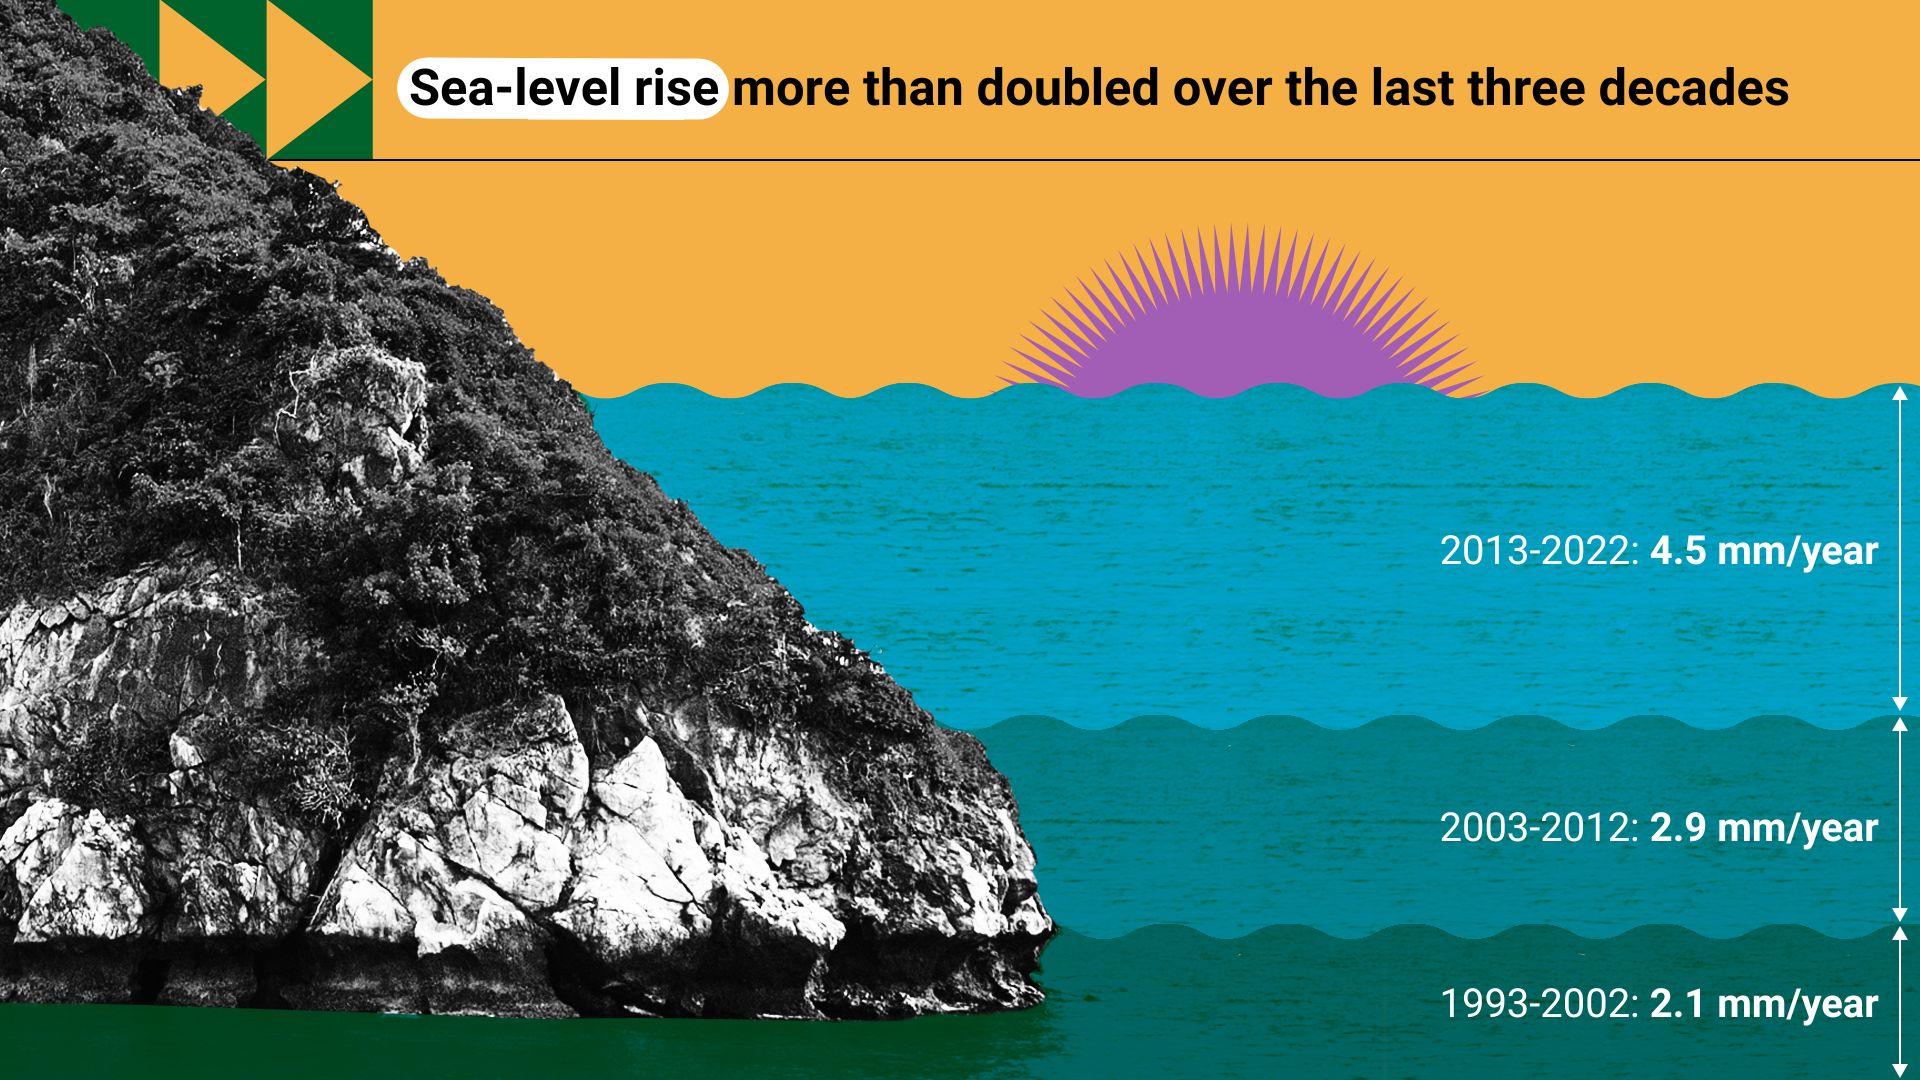 Sea-level rise more than doubled over the last three decades
2013-2022: 4.5 mm/year
2003-2012: 2.9 mm/year
1993-2002: 2.1 mm/year